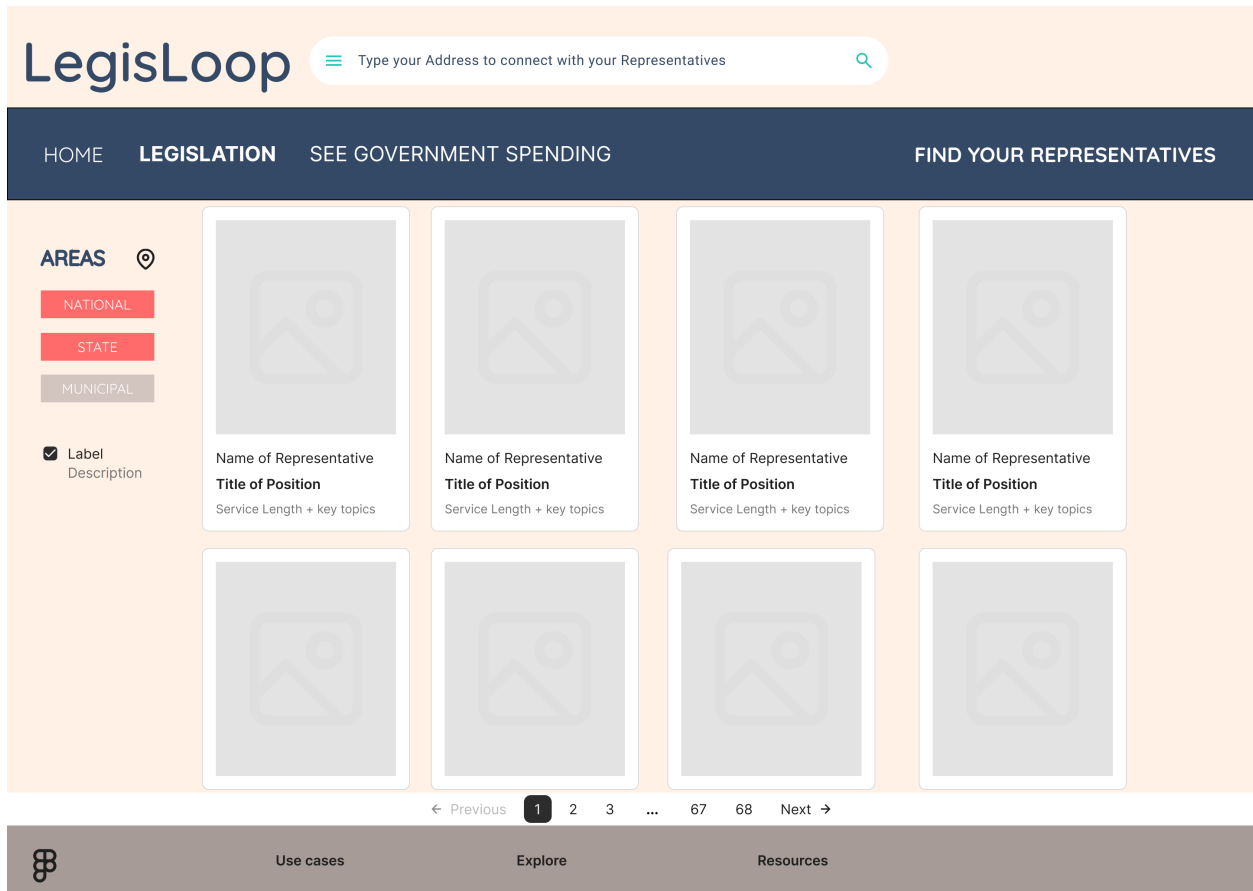 LegisLoop
Type your Address to connect with your Representatives
HOME LEGISLATION SEE GOVERNMENT SPENDING FIND YOUR REPRESENTATIVES
AREAS
NATIONAL
STATE
MUNICIPAL
Label
Description
Name of Representative
Title of Position
Service Length + key topics
Name of Representative
Title of Position
Service Length + key topics
Name of Representative
Title of Position
Service Length + key topics
Name of Representative
Title of Position
Service Length + key topics
← Previous 1 2 3 ... 67 68 Next →
Use cases Explore Resources